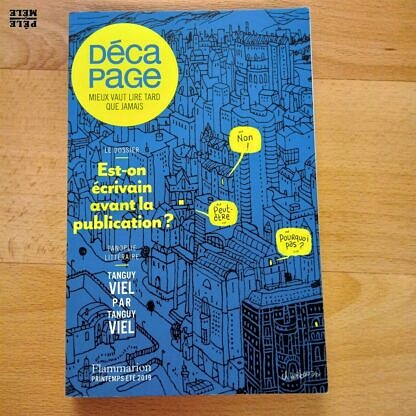 PÊLE
MÊLE
DÉCA
PAGE
MIEUX VAUT LIRE TARD
QUE JAMAIS
LE DOSSIER
Est-on
écrivain
avant la
publication ?
Non
!
Peut-
être
Pourquoi
pas ?
PANOPLIE
LITTÉRAIRE
TANGUY
VIEL
PAR
TANGUY
VIEL
Flammarion
PRINTEMPS-ÉTÉ 2019